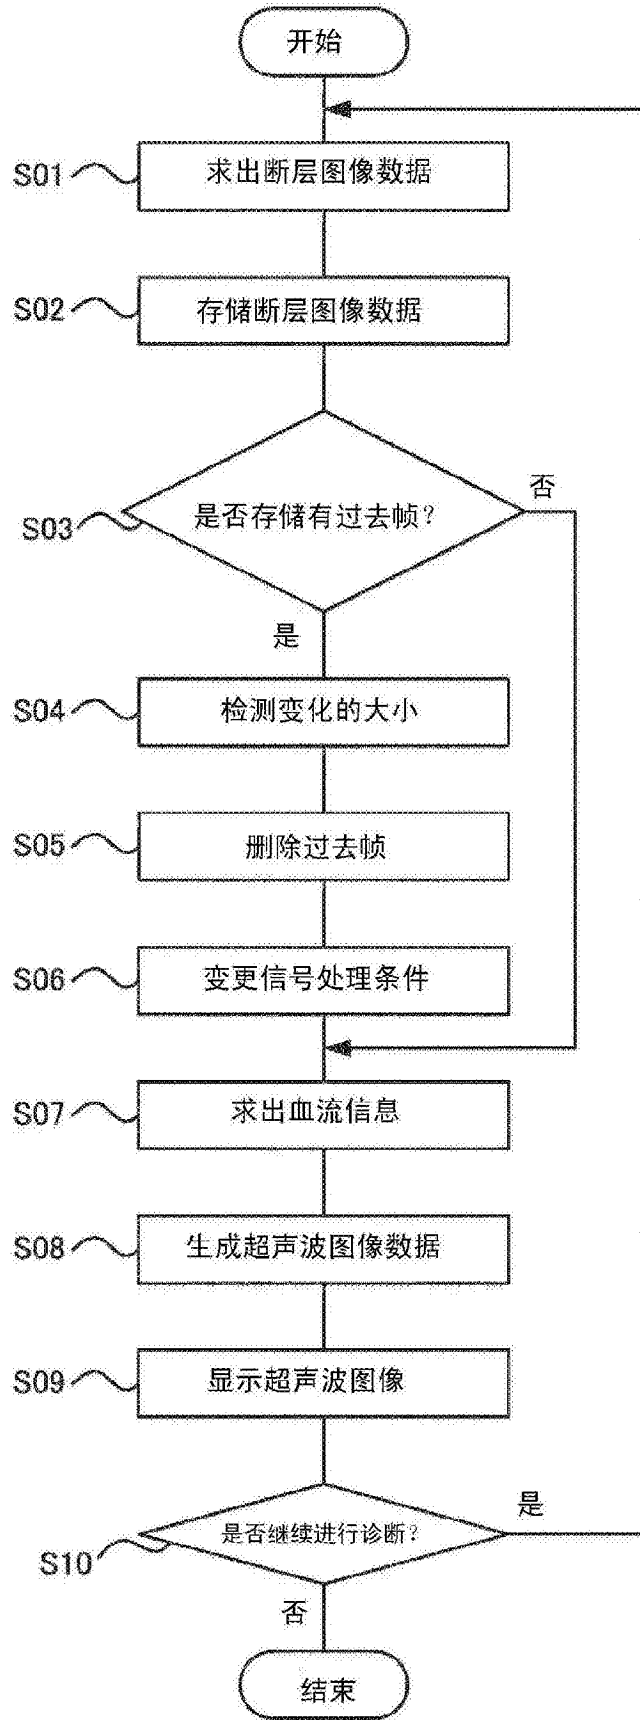 开始
S01
求出断层图像数据
S02
存储断层图像数据
S03
是否存储有过去帧？
否
是
S04
检测变化的大小
S05
删除过去帧
S06
变更信号处理条件
S07
求出血流信息
S08
生成超声波图像数据
S09
显示超声波图像
S10
是否继续进行诊断？
是
否
结束